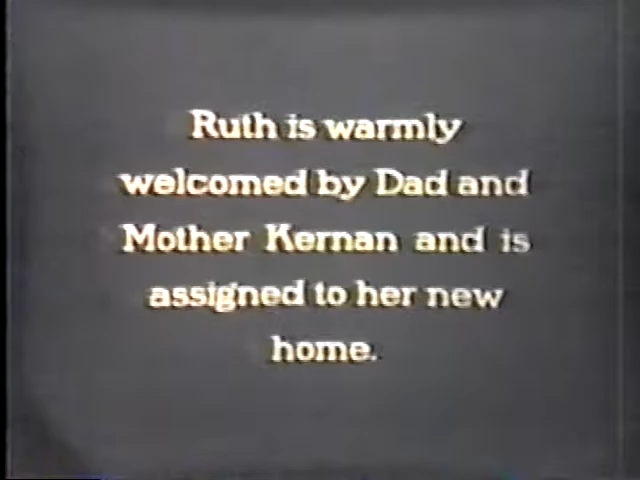 Ruth is warmly
welcomed by Dad and
Mother Kernan and is
assigned to her new
home.